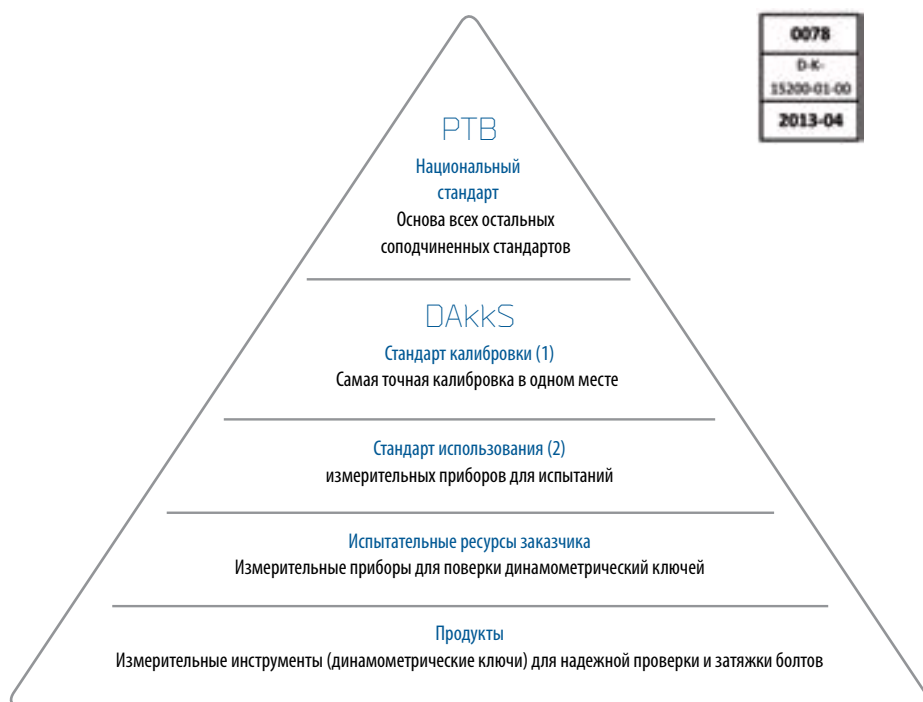 0078
D-K-
15200-01-00
2013-04
PTB
Национальный
стандарт
Основа всех остальных
соподчиненных стандартов
DAkkS
Стандарт калибровки (1)
Самая точная калибровка в одном месте
Стандарт использования (2)
измерительных приборов для испытаний
Испытательные ресурсы заказчика
Измерительные приборы для поверки динамометрический ключей
Продукты
Измерительные инструменты (динамометрические ключи) для надежной проверки и затяжки болтов